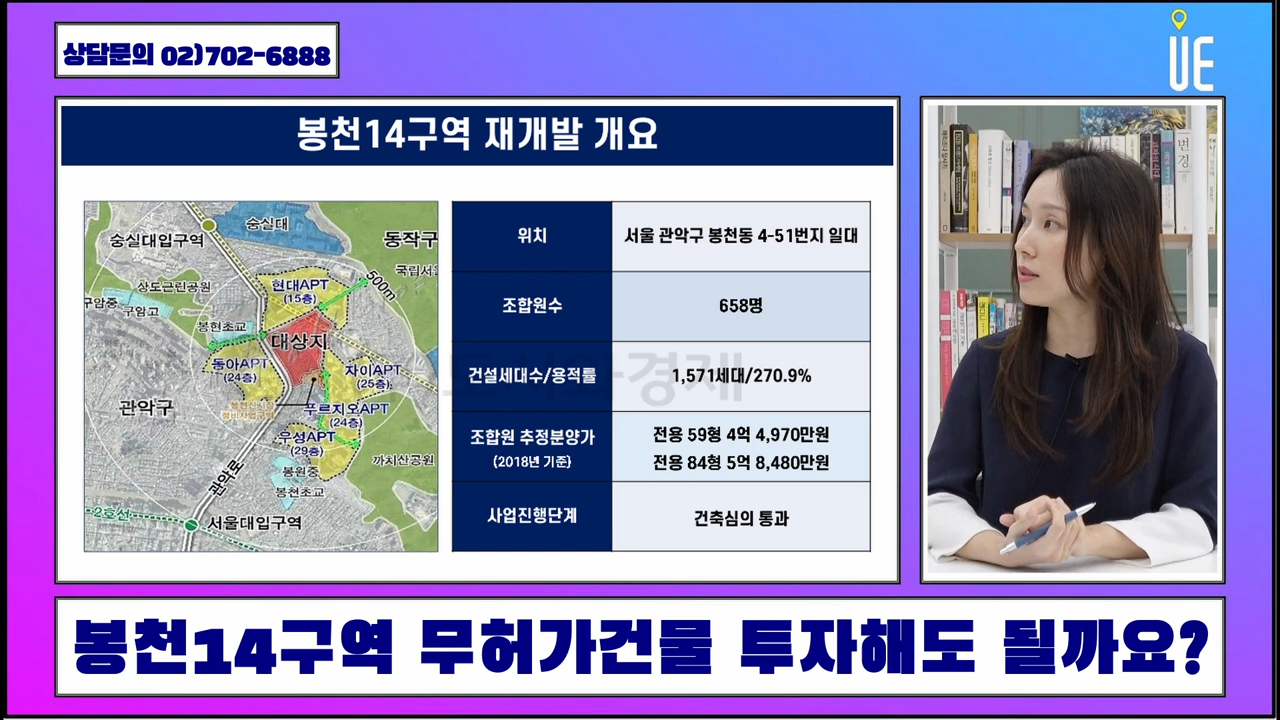 상담문의 02)702-6888
UE
봉천14구역 재개발 개요
숭실대
숭실대입구역
동작구
국립서
상도근린공원
현대APT
(15층)
500m
구암중
구암고
봉현초교
대상지
동아APT
(24층)
자이APT
(25층)
관악구
푸르지오APT
(24층)
우성APT
(29층)
까치산공원
봉원중
봉천초교
관악로
2호선
서울대입구역
위치
서울 관악구 봉천동 4-51번지 일대
조합원수
658명
건설세대수/용적률
1,571세대/270.9%
조합원 추정분양가
(2018년 기준)
전용 59형 4억 4,970만원
전용 84형 5억 8,480만원
사업진행단계
건축심의 통과
변경
봉천14구역 무허가건물 투자해도 될까요?